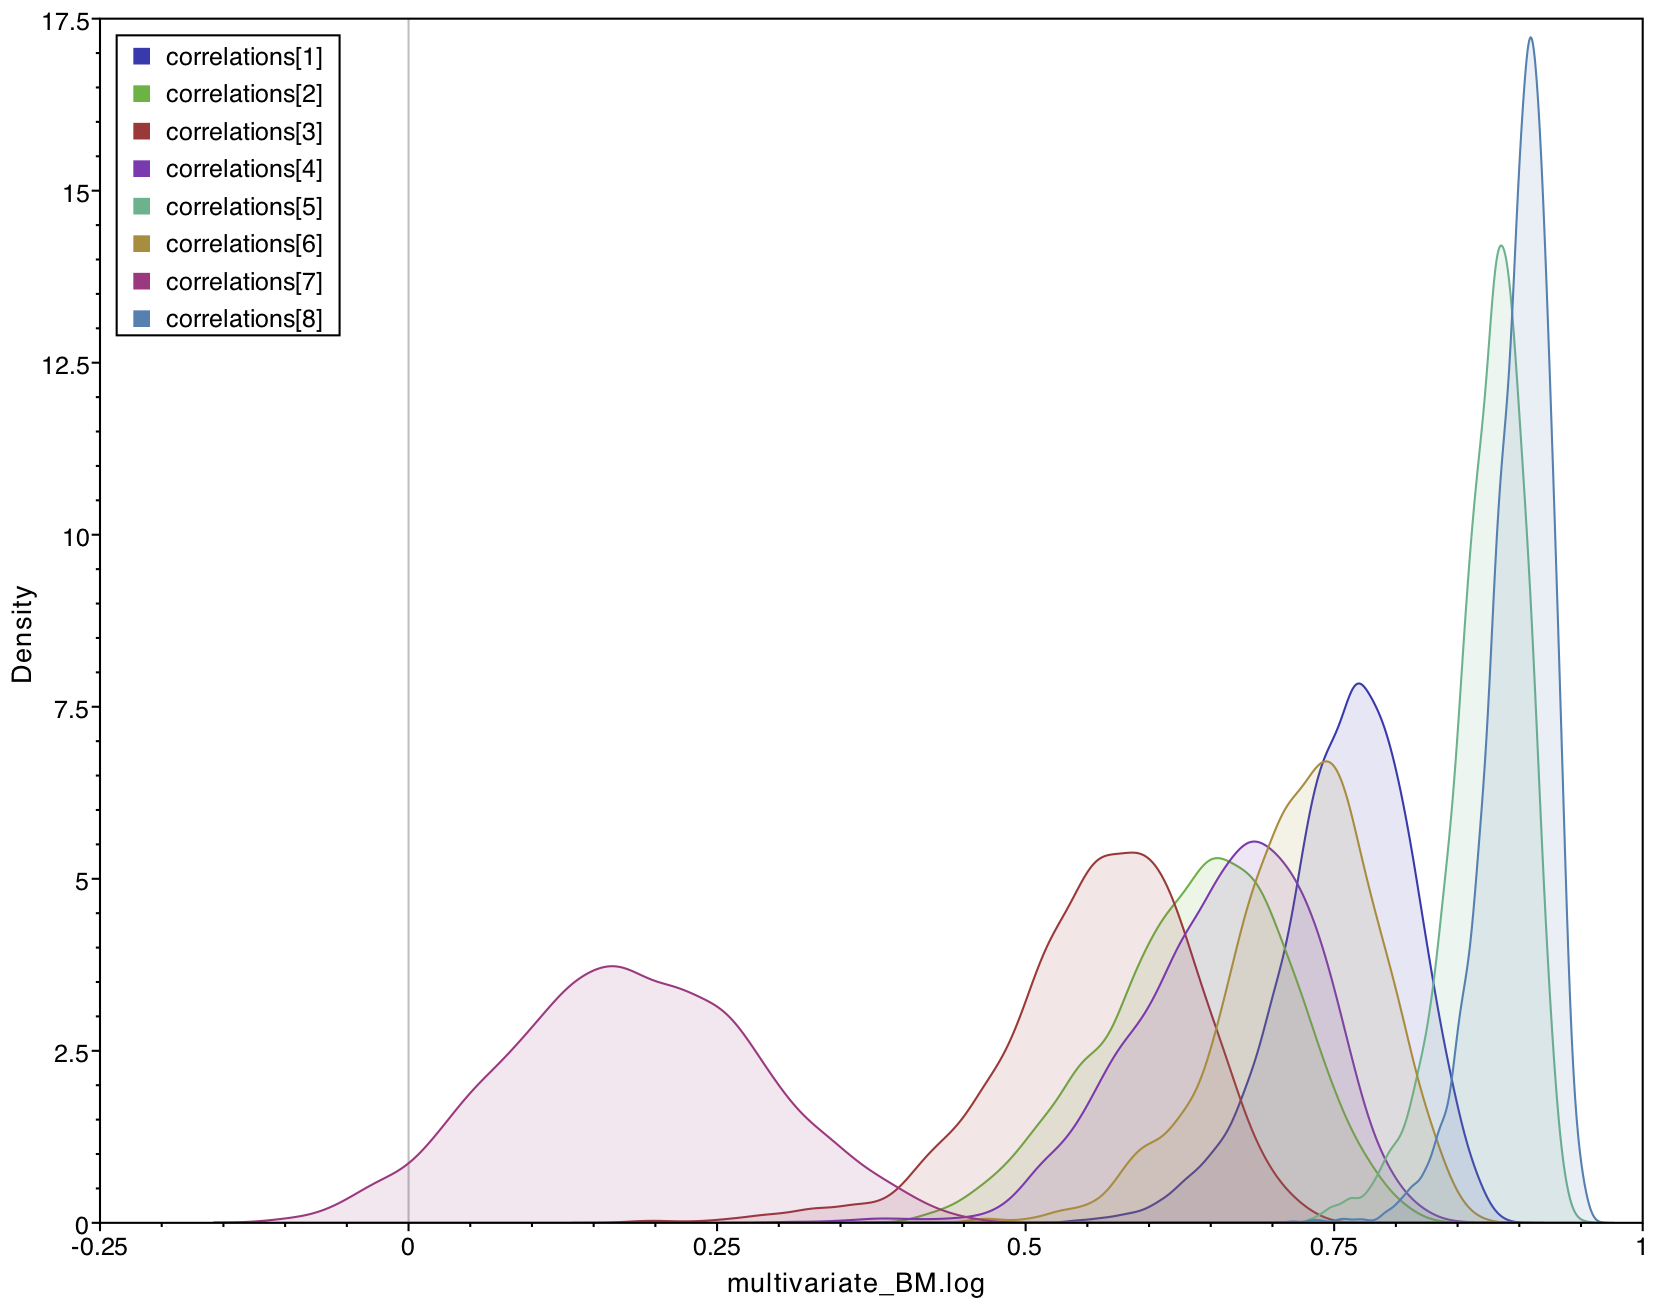 17.5
correlations[1]
correlations[2]
correlations[3]
correlations[4]
correlations[5]
correlations[6]
correlations[7]
correlations[8]
15
12.5
10
7.5
5
2.5
0
Density
-0.25 0 0.25 0.5 0.75 1
multivariate_BM.log